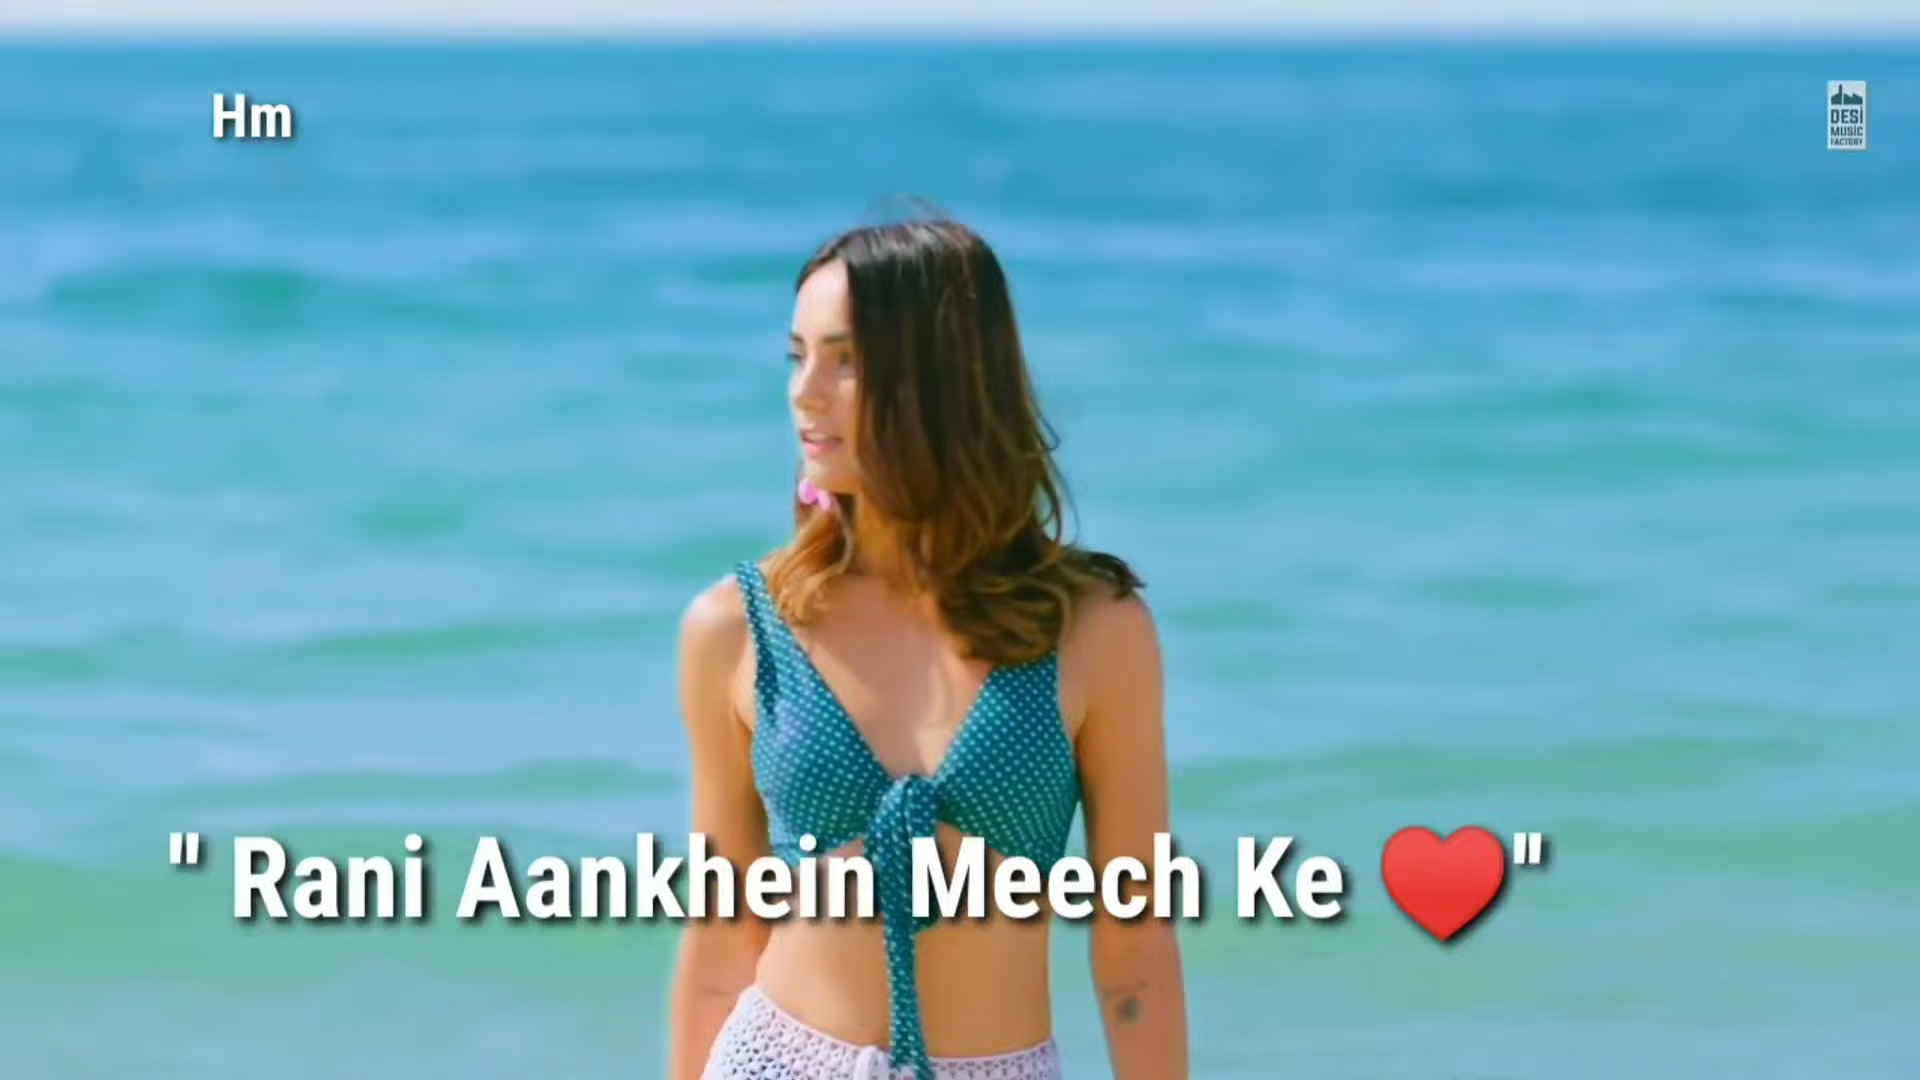 Hm
DESI
MUSIC
FACTORY
" Rani Aankhein Meech Ke ❤️"